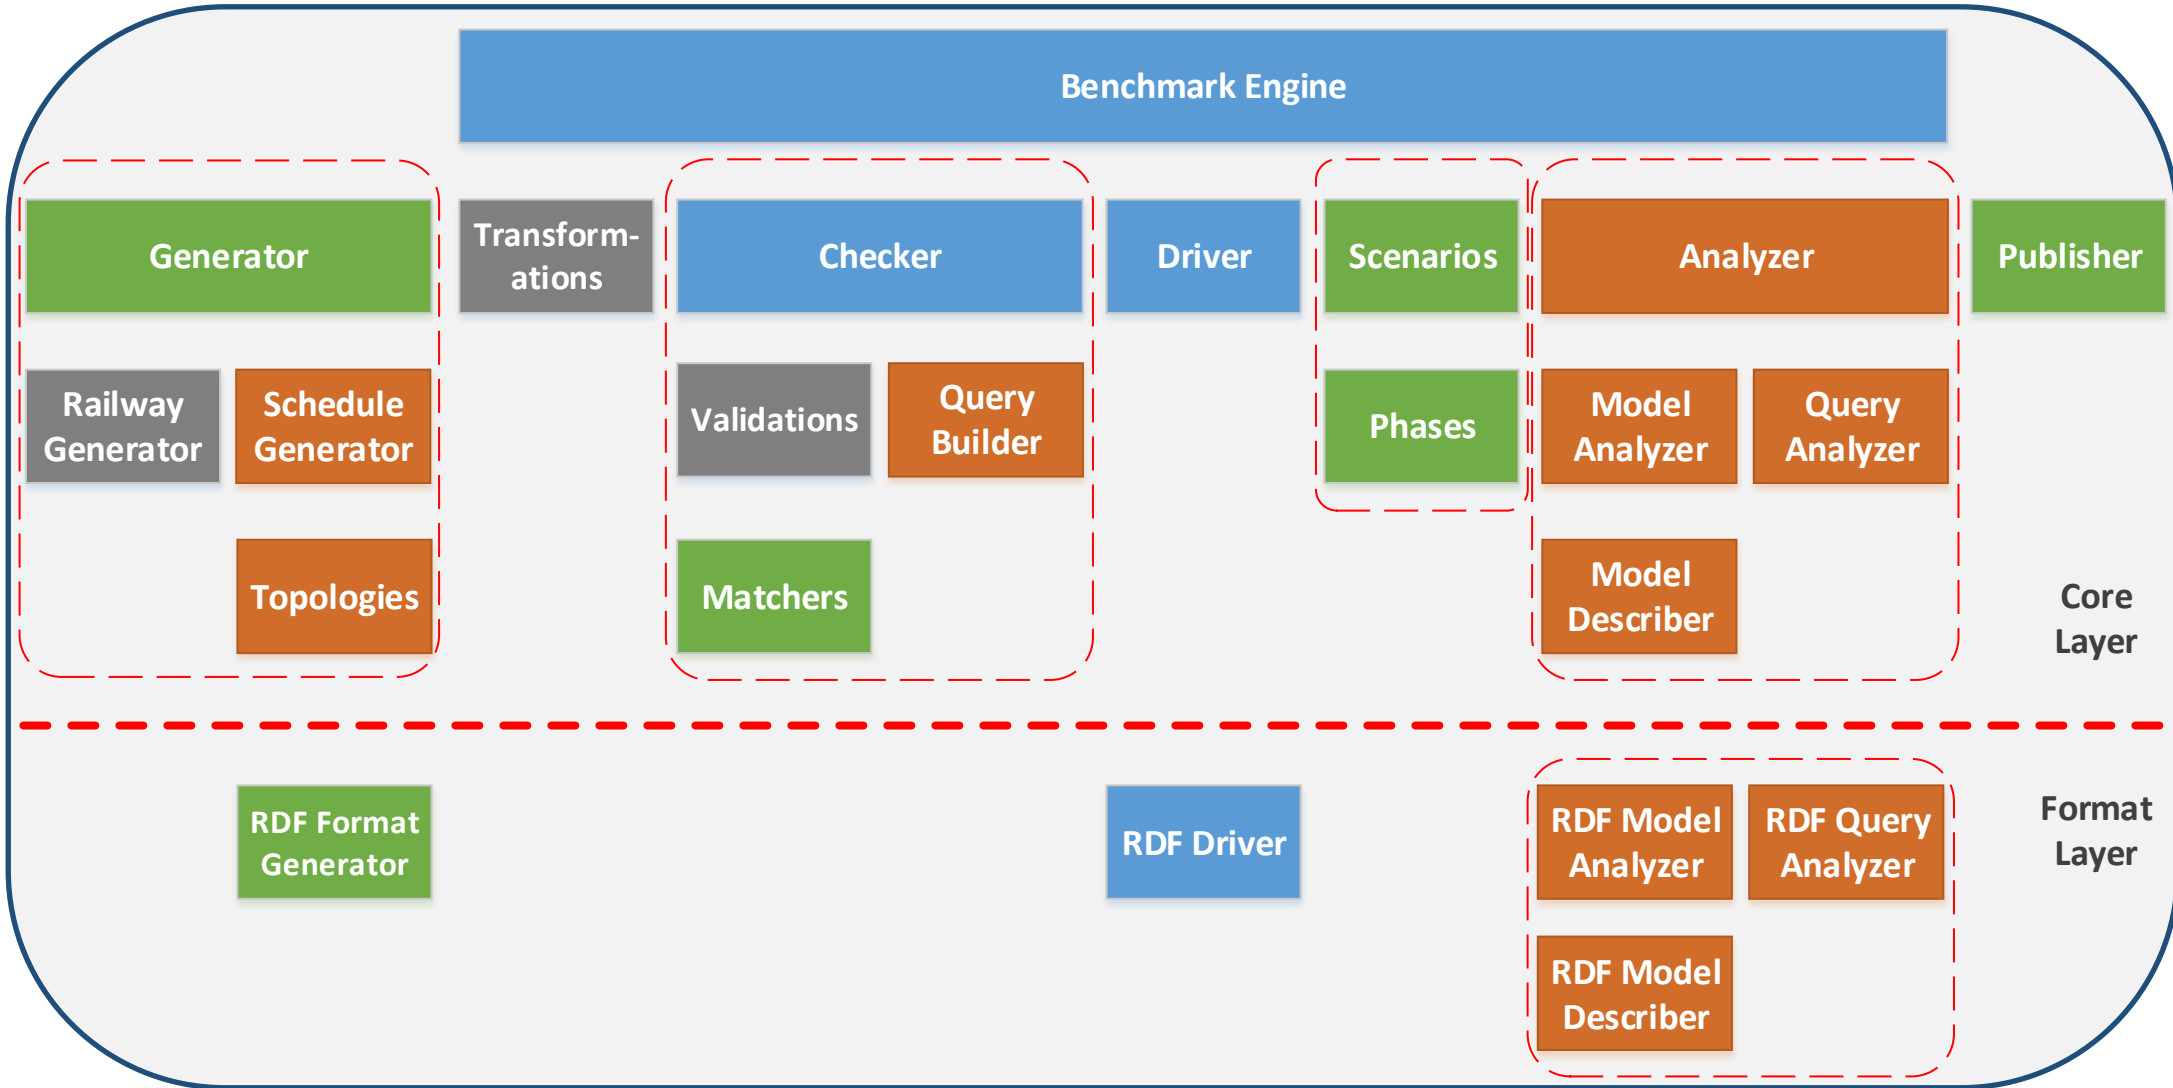 Benchmark Engine
Generator
Transform-
ations
Checker
Driver
Scenarios
Analyzer
Publisher
Railway
Generator
Schedule
Generator
Validations
Query
Builder
Phases
Model
Analyzer
Query
Analyzer
Topologies
Matchers
Model
Describer
Core
Layer
RDF Format
Generator
RDF Driver
RDF Model
Analyzer
RDF Query
Analyzer
Format
Layer
RDF Model
Describer